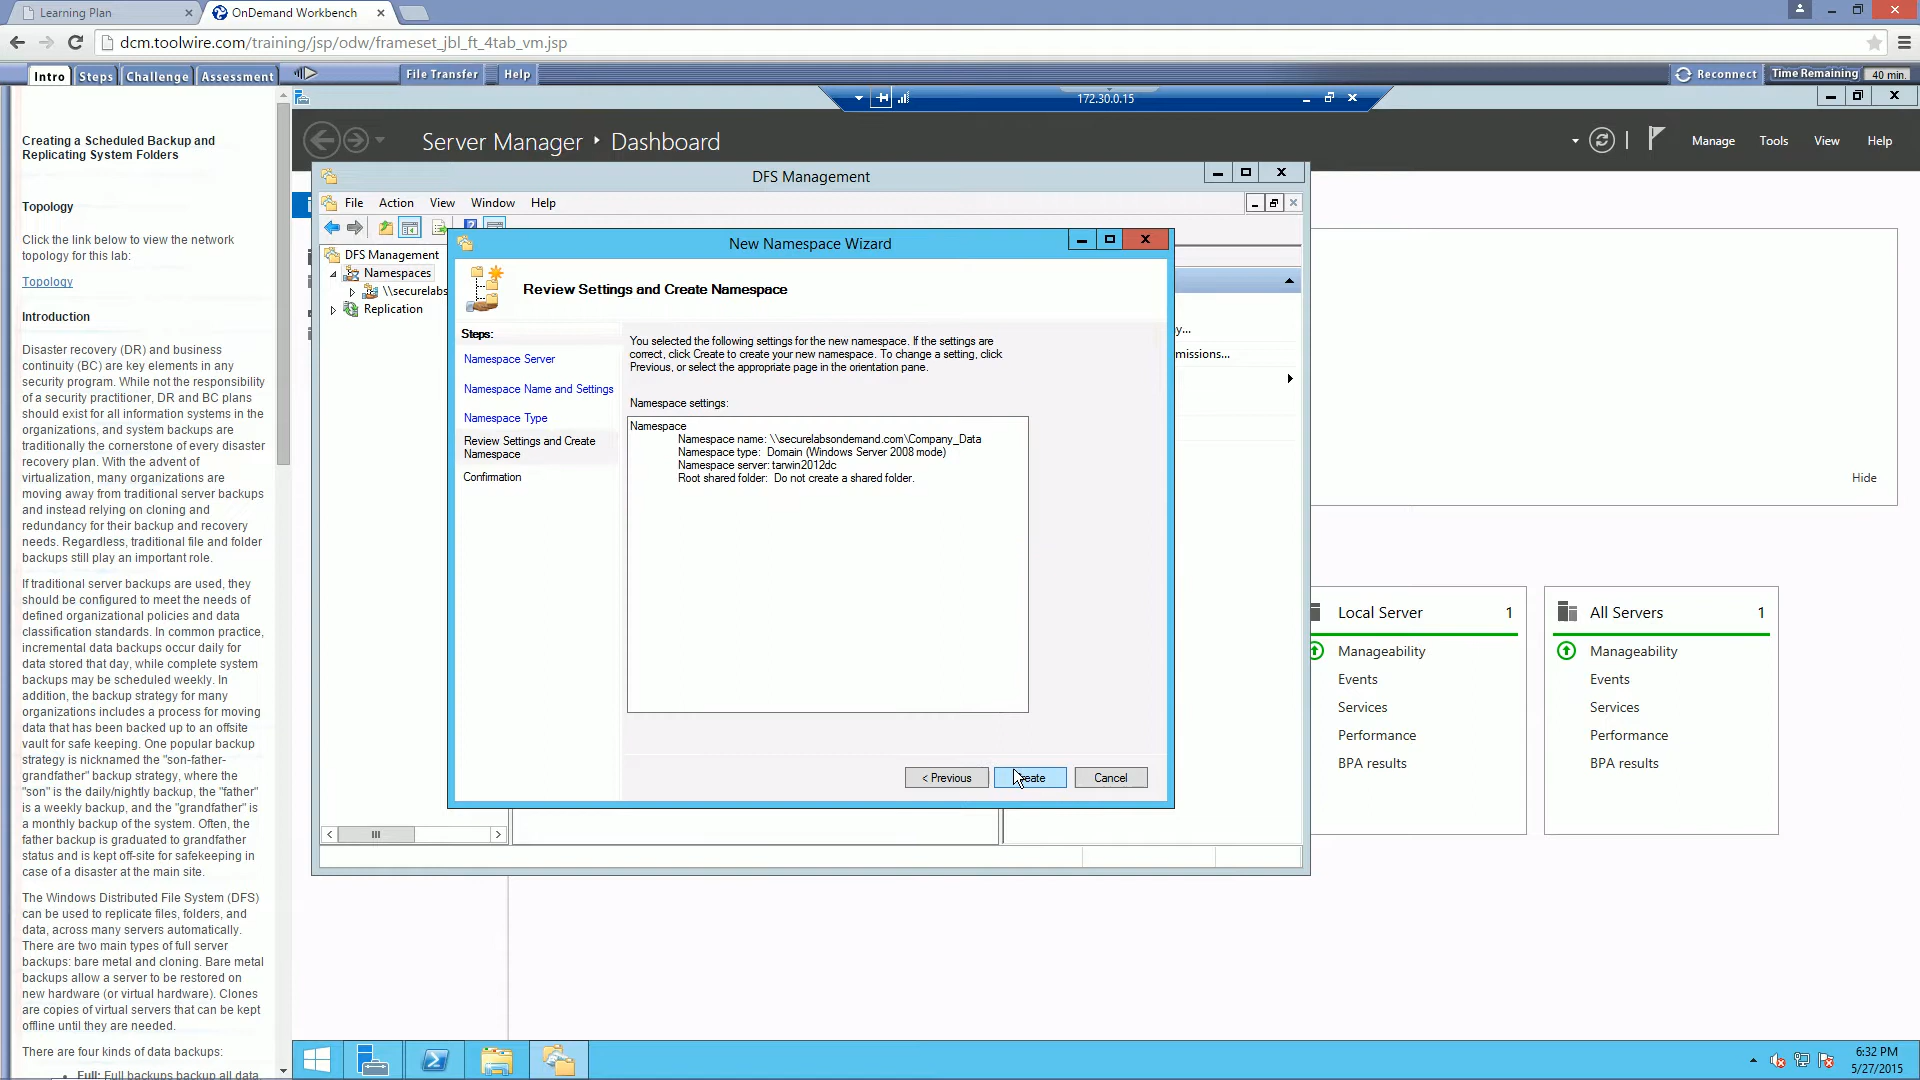 Learning Plan
OnDemand Workbench
dcm.toolwire.com/training/jsp/odw/frameset_jbl_ft_4tab_vm.jsp
Intro
Steps
Challenge
Assessment
File Transfer
Help
Reconnect
Time Remaining
40 min.
Creating a Scheduled Backup and
Replicating System Folders
Topology
Click the link below to view the network
topology for this lab:
Topology
Introduction
Disaster recovery (DR) and business
continuity (BC) are key elements in any
security program. While not the responsibility
of a security practitioner, DR and BC plans
should exist for all information systems in the
organizations, and system backups are
traditionally the cornerstone of every disaster
recovery plan. With the advent of
virtualization, many organizations are
moving away from traditional server backups
and instead relying on cloning and
redundancy for their backup and recovery
needs. Regardless, traditional file and folder
backups still play an important role.
If traditional server backups are used, they
should be configured to meet the needs of
defined organizational policies and data
classification standards. In common practice,
incremental data backups occur daily for
data stored that day, while complete system
backups may be scheduled weekly. In
addition, the backup strategy for many
organizations includes a process for moving
data that has been backed up to an offsite
vault for safe keeping. One popular backup
strategy is nicknamed the "son-father-
grandfather" backup strategy, where the
"son" is the daily/nightly backup, the "father"
is a weekly backup, and the "grandfather" is
a monthly backup of the system. Often, the
father backup is graduated to grandfather
status and is kept off-site for safekeeping in
case of a disaster at the main site.
The Windows Distributed File System (DFS)
can be used to replicate files, folders, and
data, across many servers automatically.
There are two main types of full server
backups: bare metal and cloning. Bare metal
backups allow a server to be restored on
new hardware (or virtual hardware). Clones
are copies of virtual servers that can be kept
offline until they are needed.
There are four kinds of data backups:
Full: Full backups backup all data,
172.30.0.15
Server Manager
Dashboard
Manage
Tools
View
Help
DFS Management
File
Action
View
Window
Help
DFS Management
Namespaces
\\securelabs
Replication
New Namespace Wizard
Review Settings and Create Namespace
Steps:
Namespace Server
Namespace Name and Settings
Namespace Type
Review Settings and Create
Namespace
Confirmation
You selected the following settings for the new namespace. If the settings are
correct, click Create to create your new namespace. To change a setting, click
Previous, or select the appropriate page in the orientation pane.
Namespace settings:
Namespace
Namespace name: \\securelabsondemand.com\Company_Data
Namespace type: Domain (Windows Server 2008 mode)
Namespace server: tarwin2012dc
Root shared folder: Do not create a shared folder.
< Previous
Cancel
y...
missions...
Hide
Local Server
1
Manageability
Events
Services
Performance
BPA results
All Servers
1
Manageability
Events
Services
Performance
BPA results
6:32 PM
5/27/2015